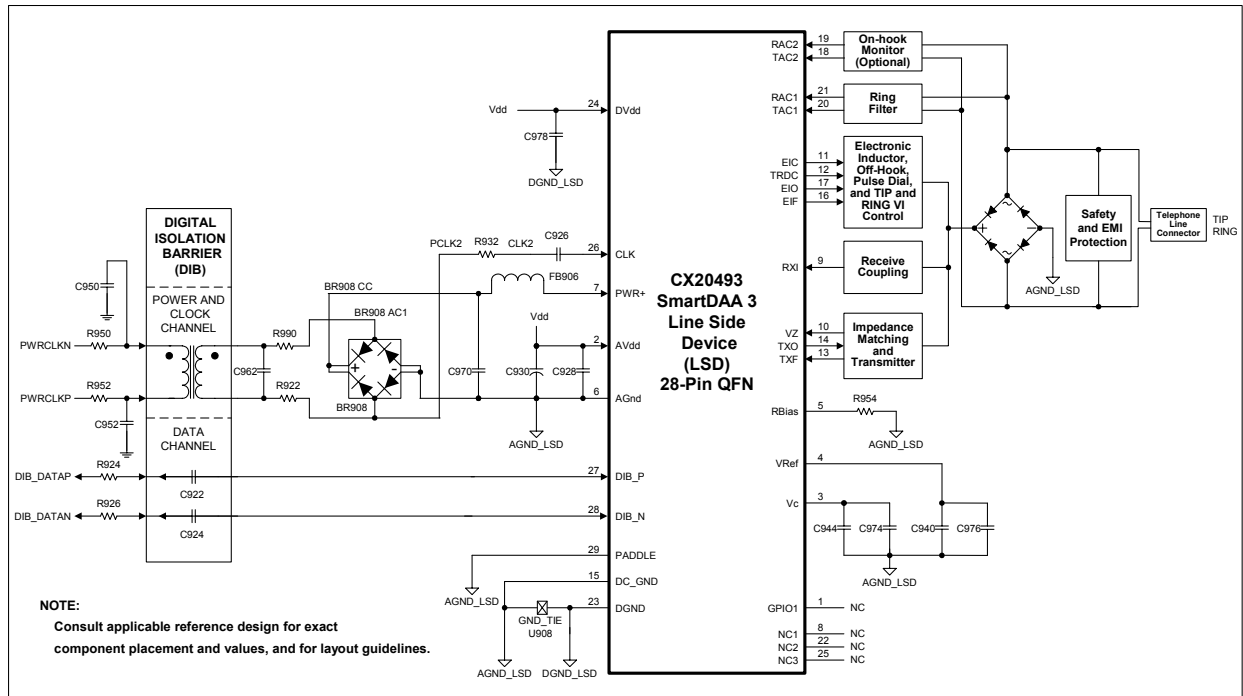 RAC2
19
TAC2
18
On-hook
Monitor
(Optional)
RAC1
21
TAC1
20
Ring
Filter
Vdd
24
DVdd
C978
DGND_LSD
EIC
11
TRDC
12
EIO
17
EIF
16
Electronic
Inductor,
Off-Hook,
Pulse Dial,
and TIP and
RING VI
Control
Safety
and EMI
Protection
Telephone
Line
Connector
TIP
RING
AGND_LSD
DIGITAL
ISOLATION
BARRIER
(DIB)
POWER AND
CLOCK
CHANNEL
DATA
CHANNEL
PCLK2
R932
CLK2
C926
26
CLK
FB906
7
PWR+
RXI
9
Receive
Coupling
CX20493
SmartDAA 3
Line Side
Device
(LSD)
28-Pin QFN
C950
R950
PWRCLKN
R952
PWRCLKP
C952
C962
R990
R922
BR908 CC
BR908 AC1
+
-
BR908
C970
Vdd
C930
C928
2
AVdd
6
AGnd
AGND_LSD
VZ
10
TXO
14
TXF
13
Impedance
Matching
and
Transmitter
~
+
-
~
RBias
5
R954
AGND_LSD
VRef
4
Vc
3
C944
C974
C940
C976
AGND_LSD
DIB_DATAP
R924
C922
27
DIB_P
DIB_DATAN
R926
C924
28
DIB_N
29
PADDLE
AGND_LSD
15
DC_GND
23
DGND
GND_TIE
U908
AGND_LSD
DGND_LSD
GPIO1
1
NC
NC1
8
NC
NC2
22
NC
NC3
25
NC
NOTE:
Consult applicable reference design for exact
component placement and values, and for layout guidelines.